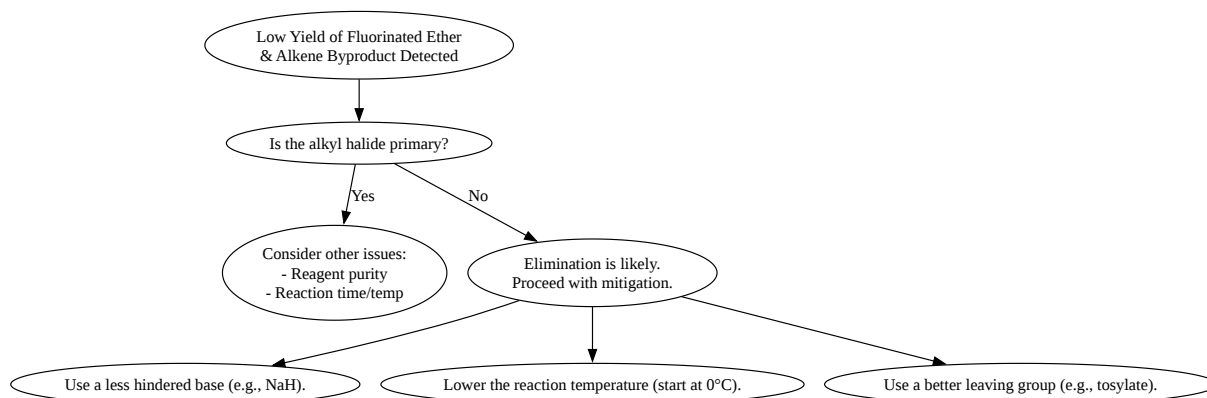 Low Yield of Fluorinated Ether
& Alkene Byproduct Detected
Is the alkyl halide primary?
Yes
No
Consider other issues:
- Reagent purity
- Reaction time/temp
Elimination is likely.
Proceed with mitigation.
Use a less hindered base (e.g., NaH).
Lower the reaction temperature (start at 0°C).
Use a better leaving group (e.g., tosylate).